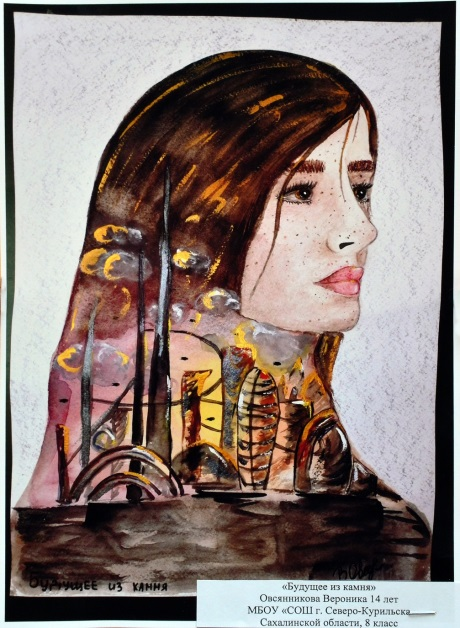 Будущее из камня
«Будущее из камня»
Овсянникова Вероника 14 лет
МБОУ «СОШ г. Северо-Курильска
Сахалинской области, 8 класс